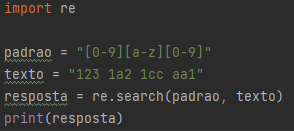 import re
padrao = "[0-9][a-z][0-9]"
texto = "123 1a2 1cc aa1"
resposta = re.search(padrao, texto)
print(resposta)